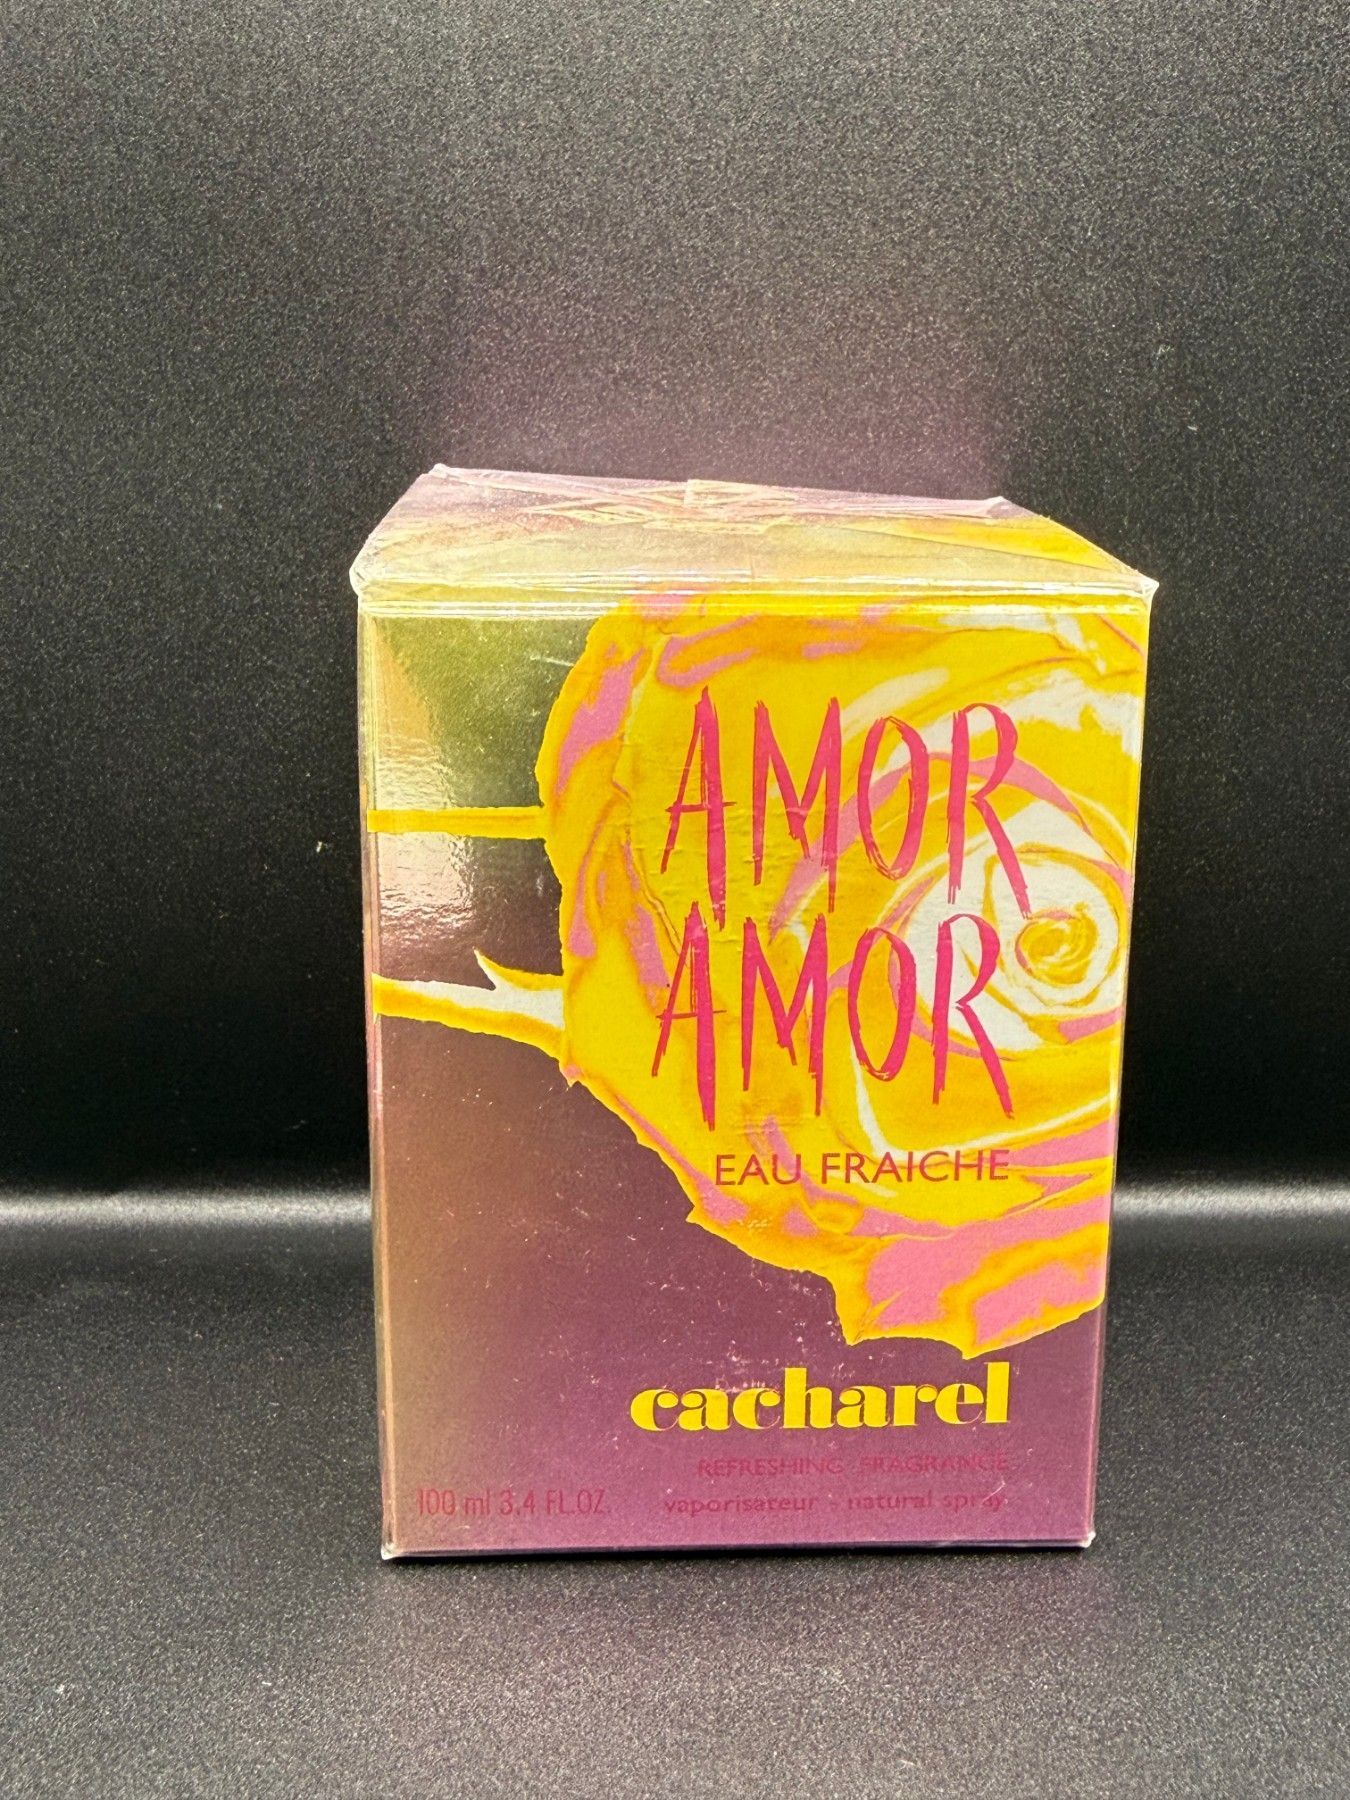 AMOR
AMOR
EAU FRAICHE
cacharel
REFRESHING FRAGRANCE
100 ml 3.4 FL.OZ. vaporisateur - natural spray